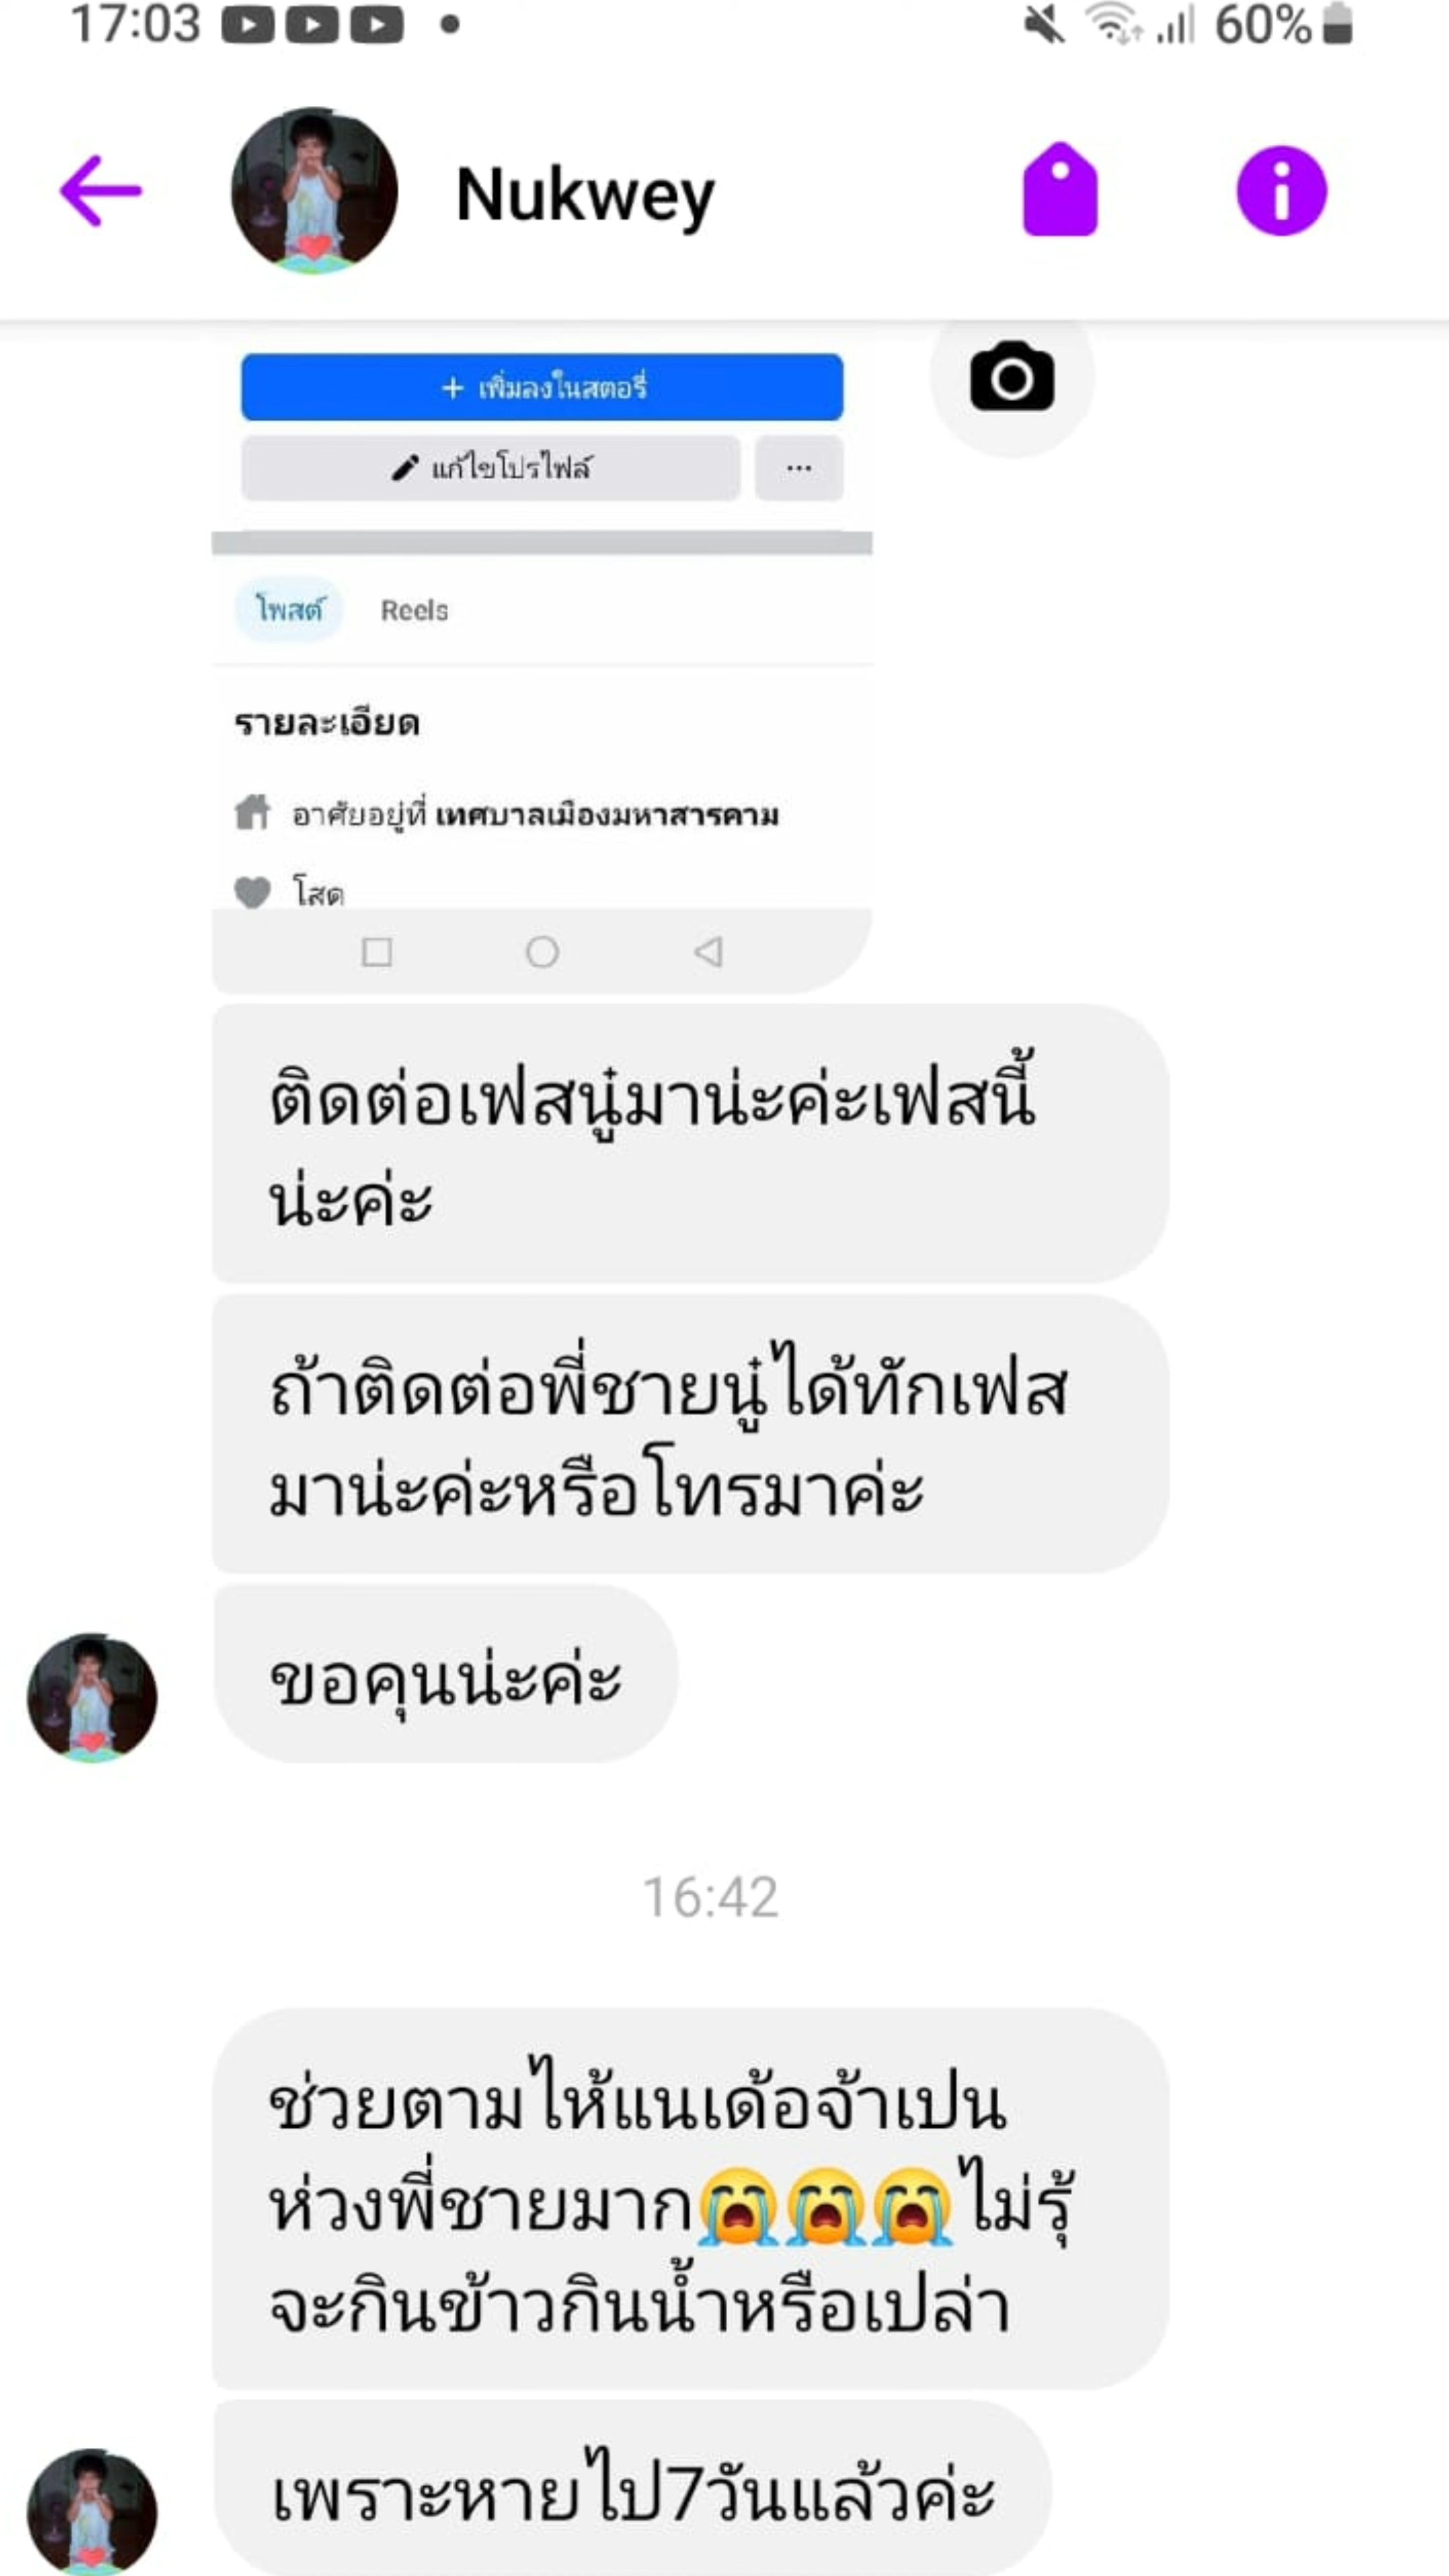 17:03 60%
Nukwey
+ เพิ่มลงในสตอรี่
แก้ไขโปรไฟล์ ...
โพสต์ Reels
รายละเอียด
อาศัยอยู่ที่ เทศบาลเมืองมหาสารคาม
โสด
ติดต่อเฟสนู๋มาน่ะค่ะเฟสนี้
น่ะค่ะ
ถ้าติดต่อพี่ชายนู๋ได้ทักเฟส
มาน่ะค่ะหรือโทรมาค่ะ
ขอคุนน่ะค่ะ
16:42
ช่วยตามไห้แนเด้อจ้าเปน
ห่วงพี่ชายมาก😭😭😭ไม่รุ้
จะกินข้าวกินน้ำหรือเปล่า
เพราะหายไป7วันแล้วค่ะ